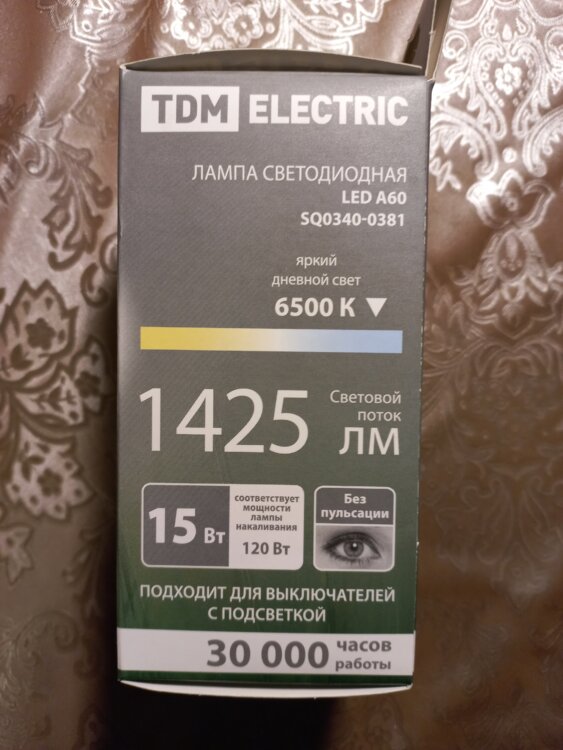 TDM ELECTRIC
ЛАМПА СВЕТОДИОДНАЯ
LED A60
SQ0340-0381
яркий
дневной свет
6500 К ▼
1425
Световой
поток
ЛМ
15 Вт
соответствует
мощности
лампы
накаливания
120 Вт
Без
пульсации
ПОДХОДИТ ДЛЯ ВЫКЛЮЧАТЕЛЕЙ
С ПОДСВЕТКОЙ
30 000
часов
работы